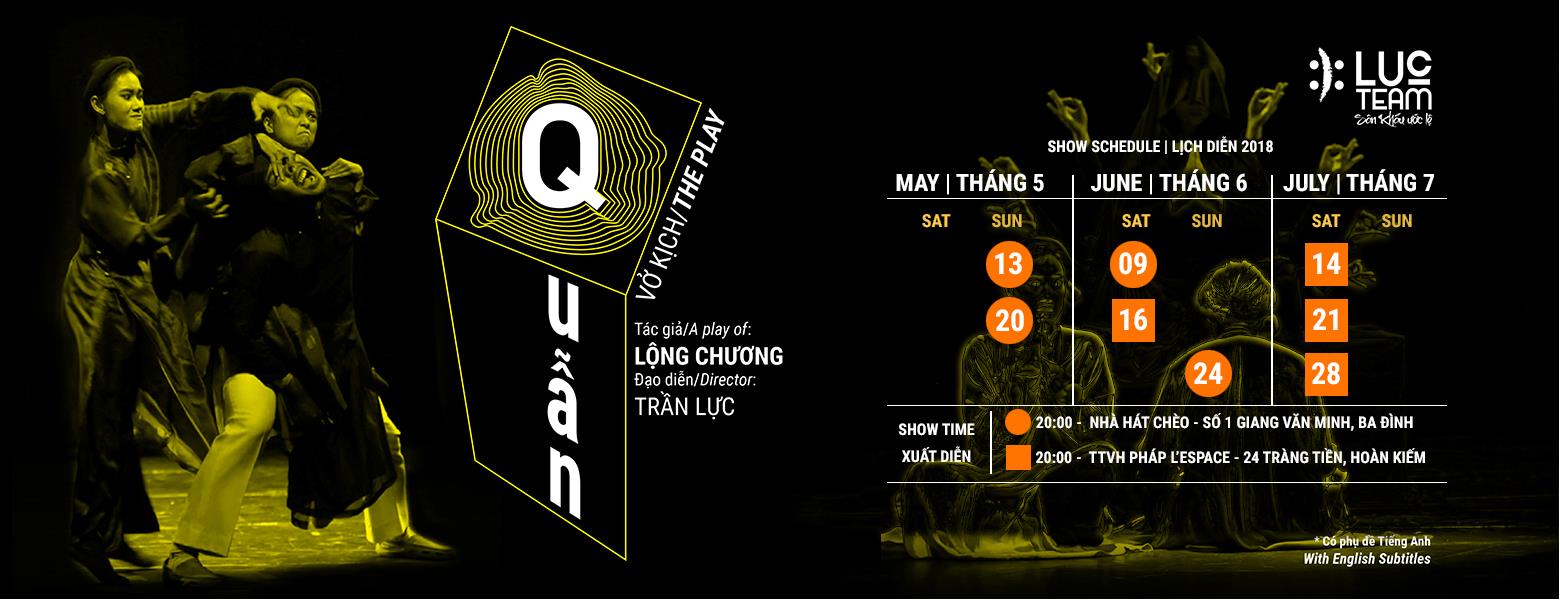 Q
uẫn
VỞ KỊCH/THE PLAY
Tác giả/A play of:
LỘNG CHƯƠNG
Đạo diễn/Director:
TRẦN LỰC
LUC
TEAM
Sân khấu ước lệ
SHOW SCHEDULE | LỊCH DIỄN 2018
MAY | THÁNG 5 JUNE | THÁNG 6 JULY | THÁNG 7
SAT SUN SAT SUN SAT SUN
13 09 14
20 16 21
24 28
SHOW TIME
XUẤT DIỄN
20:00 - NHÀ HÁT CHÈO - SỐ 1 GIANG VĂN MINH, BA ĐÌNH
20:00 - TTVH PHÁP L'ESPACE - 24 TRÀNG TIỀN, HOÀN KIẾM
* Có phụ đề Tiếng Anh
With English Subtitles